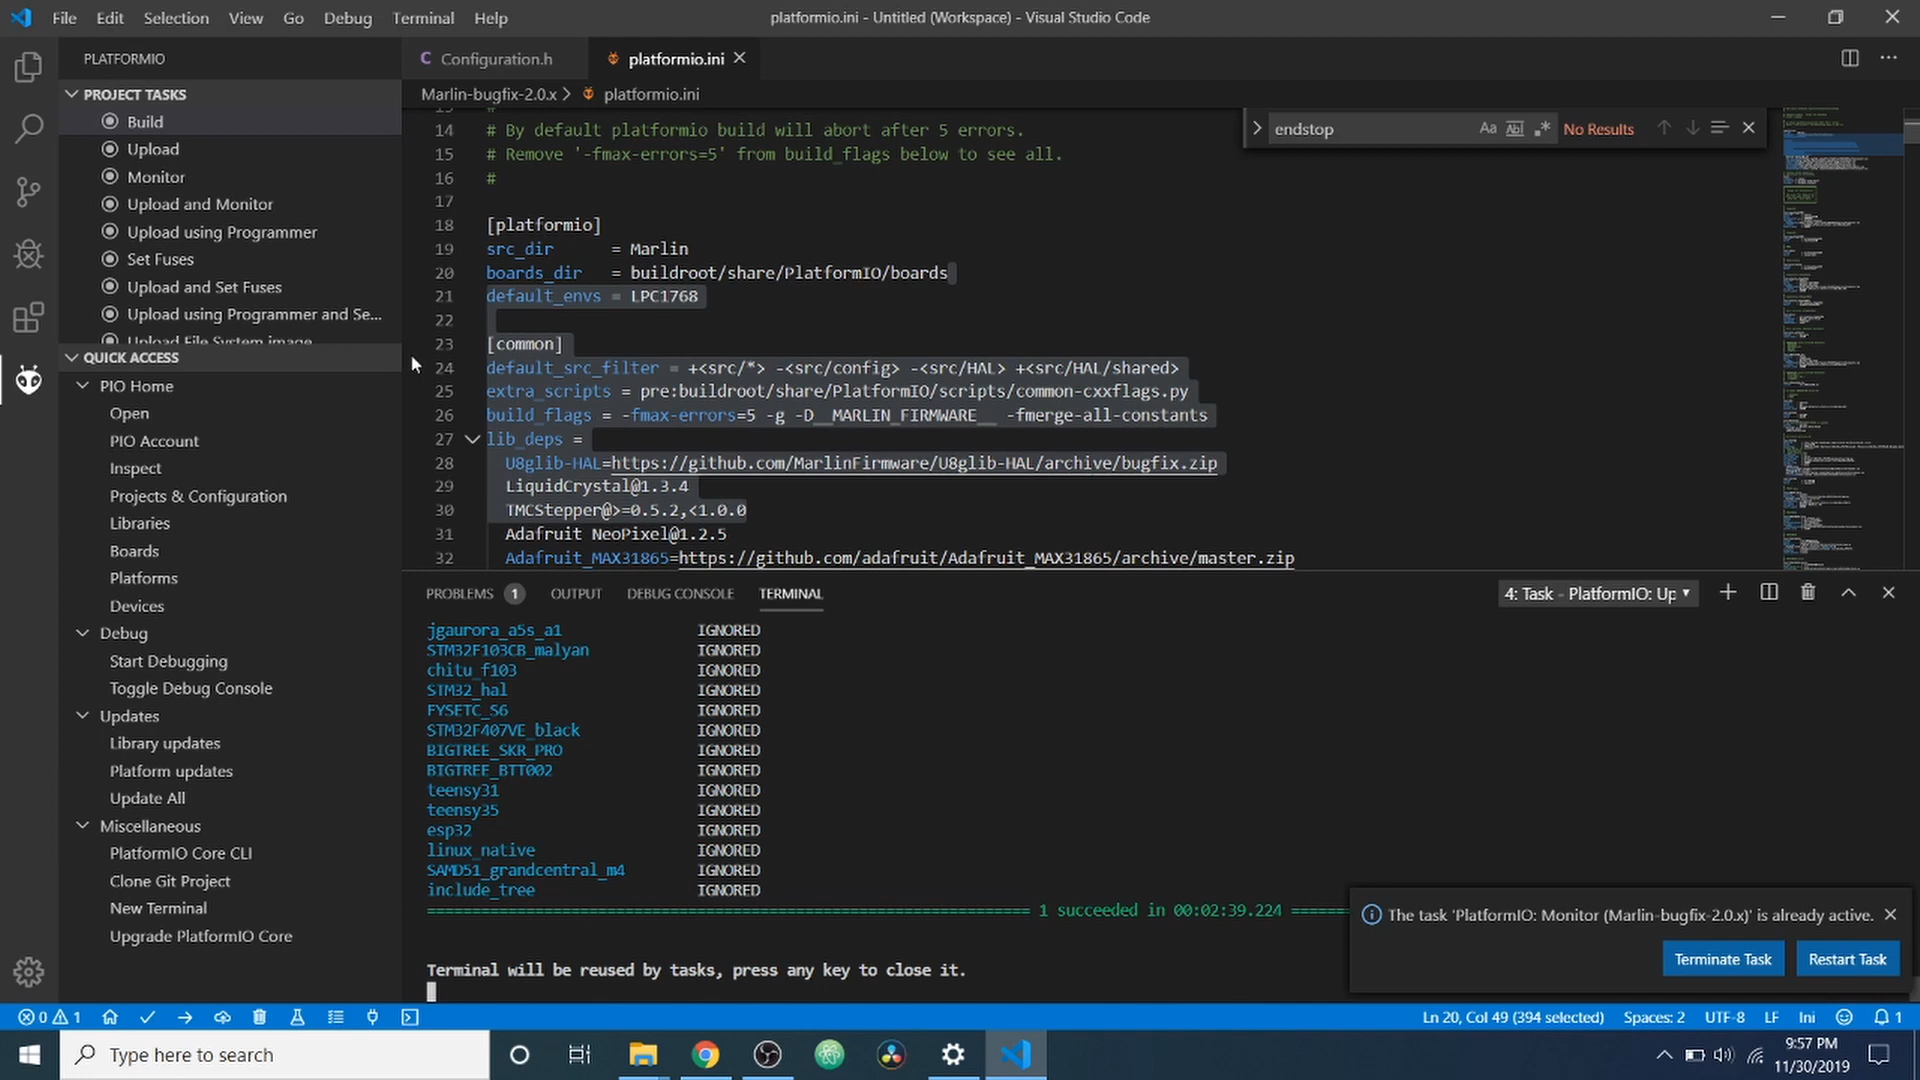 File Edit Selection View Go Debug Terminal Help
platformio.ini - Untitled (Workspace) - Visual Studio Code
PLATFORMIO
PROJECT TASKS
Build
Upload
Monitor
Upload and Monitor
Upload using Programmer
Set Fuses
Upload and Set Fuses
Upload using Programmer and Se...
Upload File System image
QUICK ACCESS
PIO Home
Open
PIO Account
Inspect
Projects & Configuration
Libraries
Boards
Platforms
Devices
Debug
Start Debugging
Toggle Debug Console
Updates
Library updates
Platform updates
Update All
Miscellaneous
PlatformIO Core CLI
Clone Git Project
New Terminal
Upgrade PlatformIO Core
C Configuration.h
platformio.ini
Marlin-bugfix-2.0.x > platformio.ini
endstop Aa Abl .* No Results
14 # By default platformio build will abort after 5 errors.
15 # Remove '-fmax-errors=5' from build_flags below to see all.
16 #
17
18 [platformio]
19 src_dir = Marlin
20 boards_dir = buildroot/share/PlatformIO/boards
21 default_envs = LPC1768
22
23 [common]
24 default_src_filter = +<src/*> -<src/config> -<src/HAL> +<src/HAL/shared>
25 extra_scripts = pre:buildroot/share/PlatformIO/scripts/common-cxxflags.py
26 build_flags = -fmax-errors=5 -g -D__MARLIN_FIRMWARE__ -fmerge-all-constants
27 lib_deps =
28 U8glib-HAL=https://github.com/MarlinFirmware/U8glib-HAL/archive/bugfix.zip
29 LiquidCrystal@1.3.4
30 TMCStepper@>=0.5.2,<1.0.0
31 Adafruit NeoPixel@1.2.5
32 Adafruit_MAX31865=https://github.com/adafruit/Adafruit_MAX31865/archive/master.zip
PROBLEMS 1 OUTPUT DEBUG CONSOLE TERMINAL
4: Task - PlatformIO: Up
jgaurora_a5s_a1 IGNORED
STM32F103CB_malyan IGNORED
chitu_f103 IGNORED
STM32_hal IGNORED
FYSETC_S6 IGNORED
STM32F407VE_black IGNORED
BIGTREE_SKR_PRO IGNORED
BIGTREE_BTT002 IGNORED
teensy31 IGNORED
teensy35 IGNORED
esp32 IGNORED
linux_native IGNORED
SAMD51_grandcentral_m4 IGNORED
include_tree IGNORED
============================================================== 1 succeeded in 00:02:39.224 ======
Terminal will be reused by tasks, press any key to close it.
The task 'PlatformIO: Monitor (Marlin-bugfix-2.0.x)' is already active.
Terminate Task Restart Task
0 1
Ln 20, Col 49 (394 selected) Spaces: 2 UTF-8 LF Ini 1
Type here to search
9:57 PM
11/30/2019